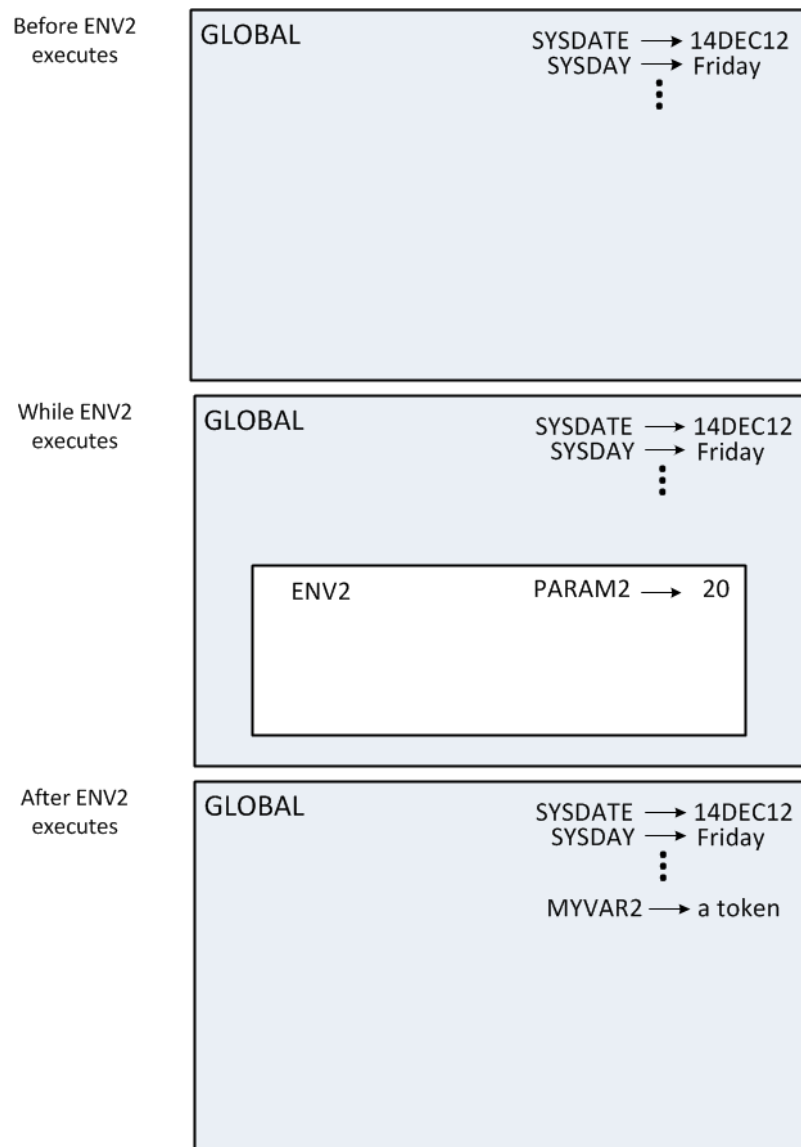 Before ENV2
executes
GLOBAL
SYSDATE → 14DEC12
SYSDAY → Friday
While ENV2
executes
GLOBAL
SYSDATE → 14DEC12
SYSDAY → Friday
ENV2
PARAM2 → 20
After ENV2
executes
GLOBAL
SYSDATE → 14DEC12
SYSDAY → Friday
MYVAR2 → a token